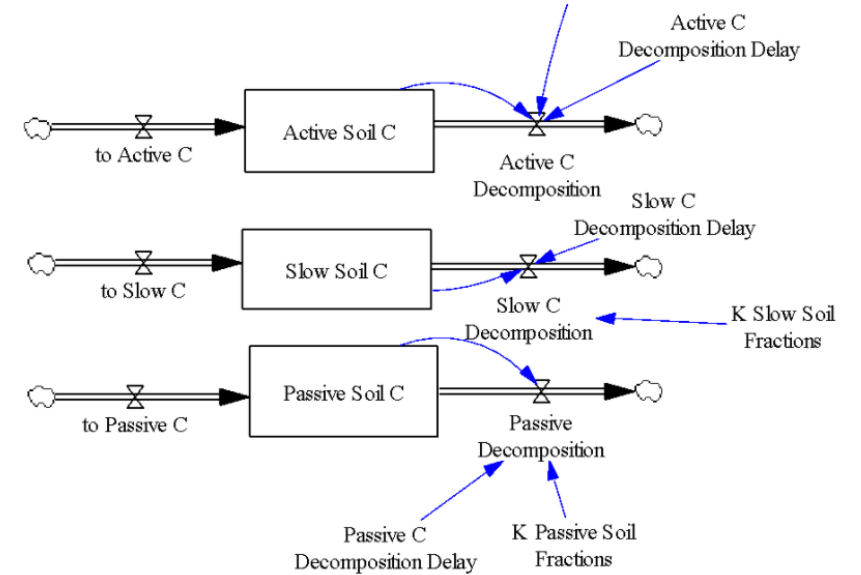 Active C
Decomposition Delay
Active Soil C
to Active C
Active C
Decomposition
Slow C
Decomposition Delay
Slow Soil C
to Slow C
Slow C
Decomposition
K Slow Soil
Fractions
Passive Soil C
to Passive C
Passive
Decomposition
Passive C
Decomposition Delay
K Passive Soil
Fractions